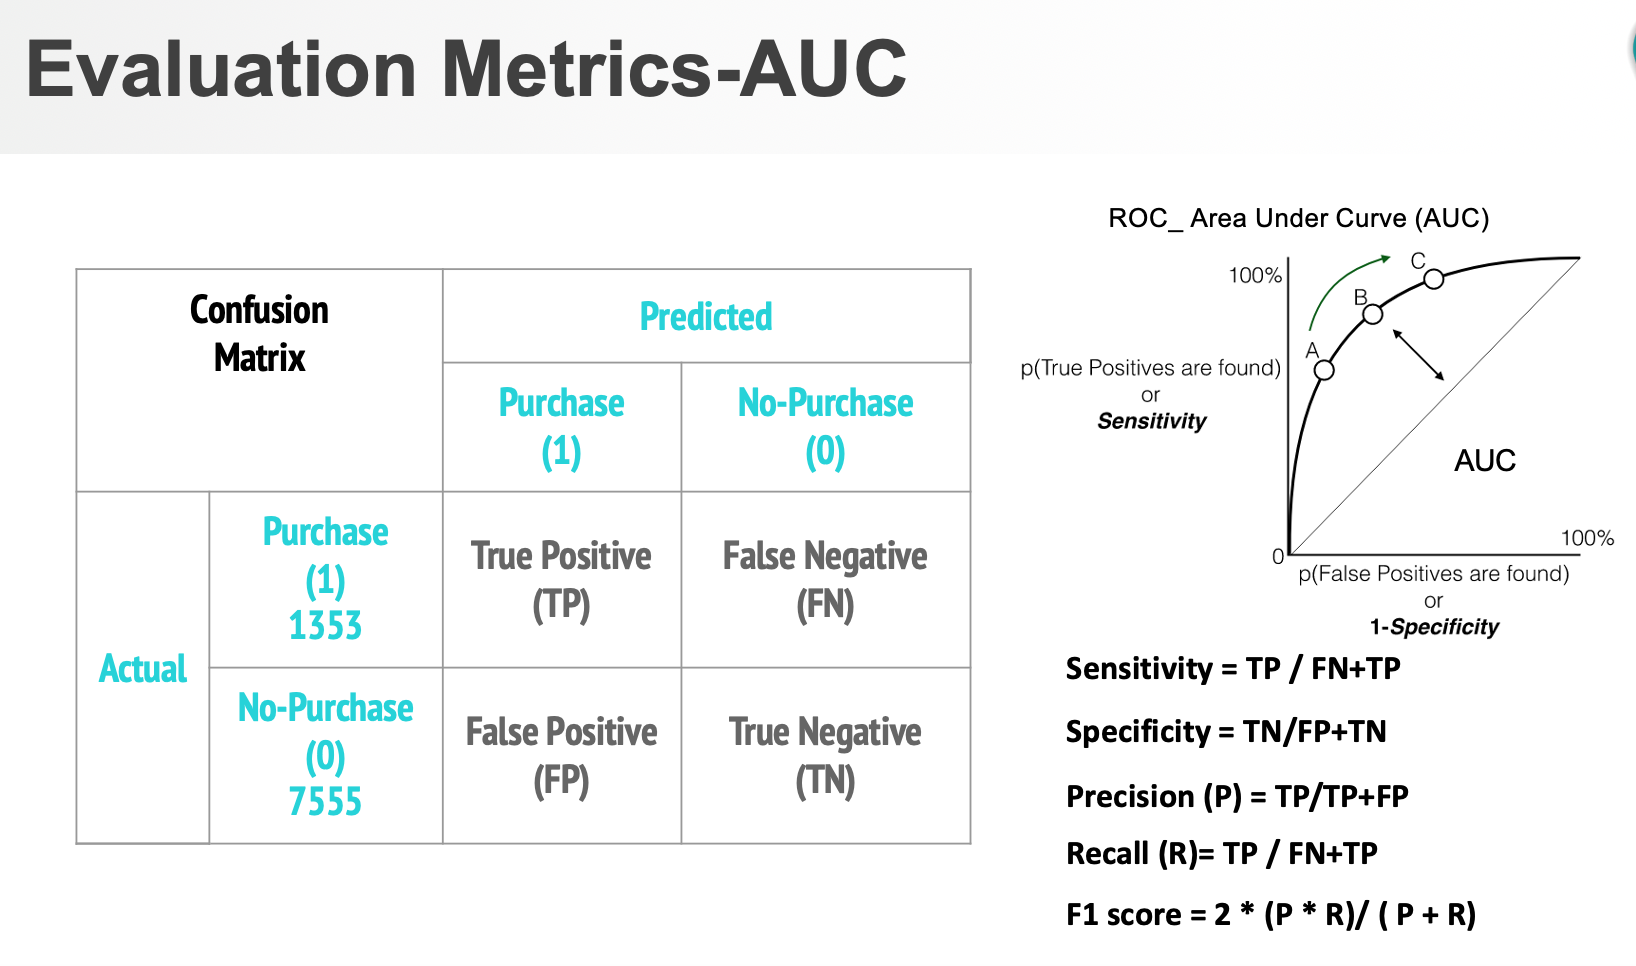 Evaluation Metrics-AUC
Confusion
Matrix
Predicted
Purchase
(1)
No-Purchase
(0)
Actual
Purchase
(1)
1353
True Positive
(TP)
False Negative
(FN)
No-Purchase
(0)
7555
False Positive
(FP)
True Negative
(TN)
ROC_ Area Under Curve (AUC)
100%
C
B
A
p(True Positives are found)
or
Sensitivity
AUC
100%
0
p(False Positives are found)
or
1-Specificity
Sensitivity = TP / FN+TP
Specificity = TN/FP+TN
Precision (P) = TP/TP+FP
Recall (R)= TP / FN+TP
F1 score = 2 * (P * R)/ ( P + R)